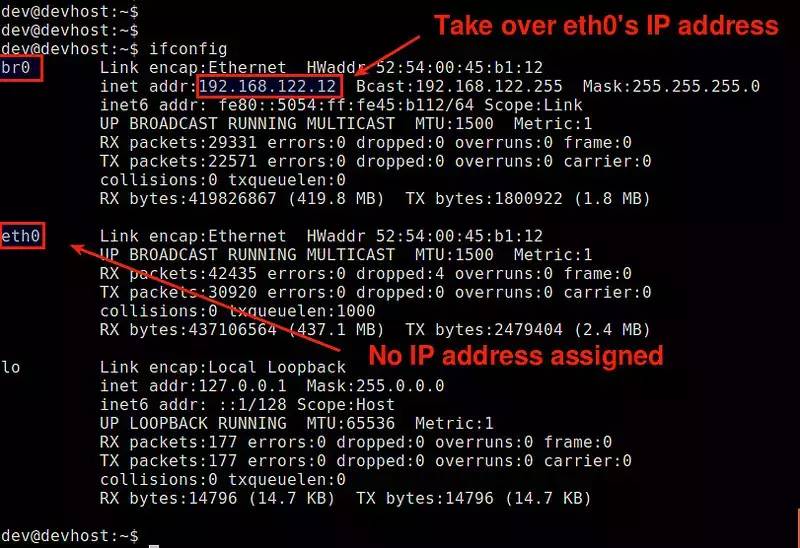 dev@devhost:~$
dev@devhost:~$
dev@devhost:~$ ifconfig
Take over eth0's IP address
br0 Link encap:Ethernet HWaddr 52:54:00:45:b1:12
inet addr:192.168.122.12 Bcast:192.168.122.255 Mask:255.255.255.0
inet6 addr: fe80::5054:ff:fe45:b112/64 Scope:Link
UP BROADCAST RUNNING MULTICAST MTU:1500 Metric:1
RX packets:29331 errors:0 dropped:0 overruns:0 frame:0
TX packets:22571 errors:0 dropped:0 overruns:0 carrier:0
collisions:0 txqueuelen:0
RX bytes:419826867 (419.8 MB) TX bytes:1800922 (1.8 MB)
eth0 Link encap:Ethernet HWaddr 52:54:00:45:b1:12
UP BROADCAST RUNNING MULTICAST MTU:1500 Metric:1
RX packets:42435 errors:0 dropped:4 overruns:0 frame:0
TX packets:30920 errors:0 dropped:0 overruns:0 carrier:0
collisions:0 txqueuelen:1000
RX bytes:437106564 (437.1 MB) TX bytes:2479404 (2.4 MB)
No IP address assigned
lo Link encap:Local Loopback
inet addr:127.0.0.1 Mask:255.0.0.0
inet6 addr: ::1/128 Scope:Host
UP LOOPBACK RUNNING MTU:65536 Metric:1
RX packets:177 errors:0 dropped:0 overruns:0 frame:0
TX packets:177 errors:0 dropped:0 overruns:0 carrier:0
collisions:0 txqueuelen:0
RX bytes:14796 (14.7 KB) TX bytes:14796 (14.7 KB)
dev@devhost:~$